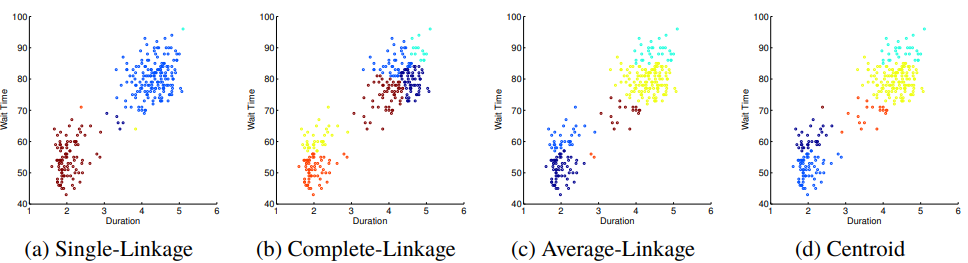 100
90
80
70
60
50
40
Wait Time
1 2 3 4 5 6
Duration
(a) Single-Linkage
100
90
80
70
60
50
40
Wait Time
1 2 3 4 5 6
Duration
(b) Complete-Linkage
100
90
80
70
60
50
40
Wait Time
1 2 3 4 5 6
Duration
(c) Average-Linkage
100
90
80
70
60
50
40
Wait Time
1 2 3 4 5 6
Duration
(d) Centroid